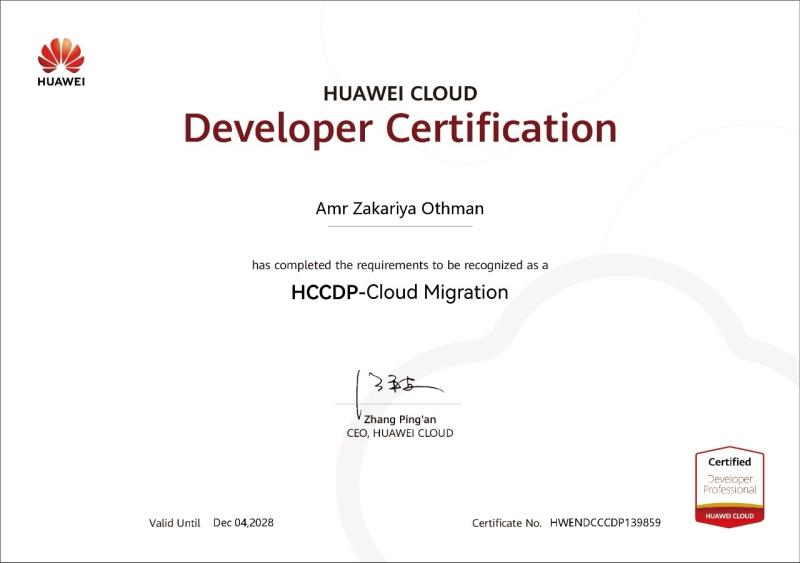 HUAWEI
HUAWEI CLOUD
Developer Certification
Amr Zakariya Othman
has completed the requirements to be recognized as a
HCCDP-Cloud Migration
Zhang Ping'an
CEO, HUAWEI CLOUD
Certified
Developer
Professional
HUAWEI CLOUD
Valid Until Dec 04,2028
Certificate No. HWENDCCCDP139859